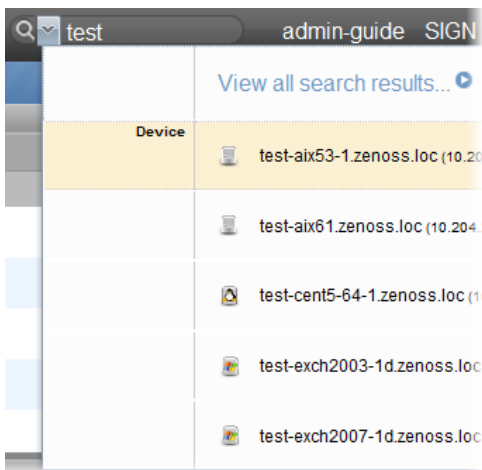 test admin-guide SIGN
View all search results...
Device test-aix53-1.zenoss.loc (10.20
test-aix61.zenoss.loc (10.204.
test-cent5-64-1.zenoss.loc (1
test-exch2003-1d.zenoss.loc
test-exch2007-1d.zenoss.loc